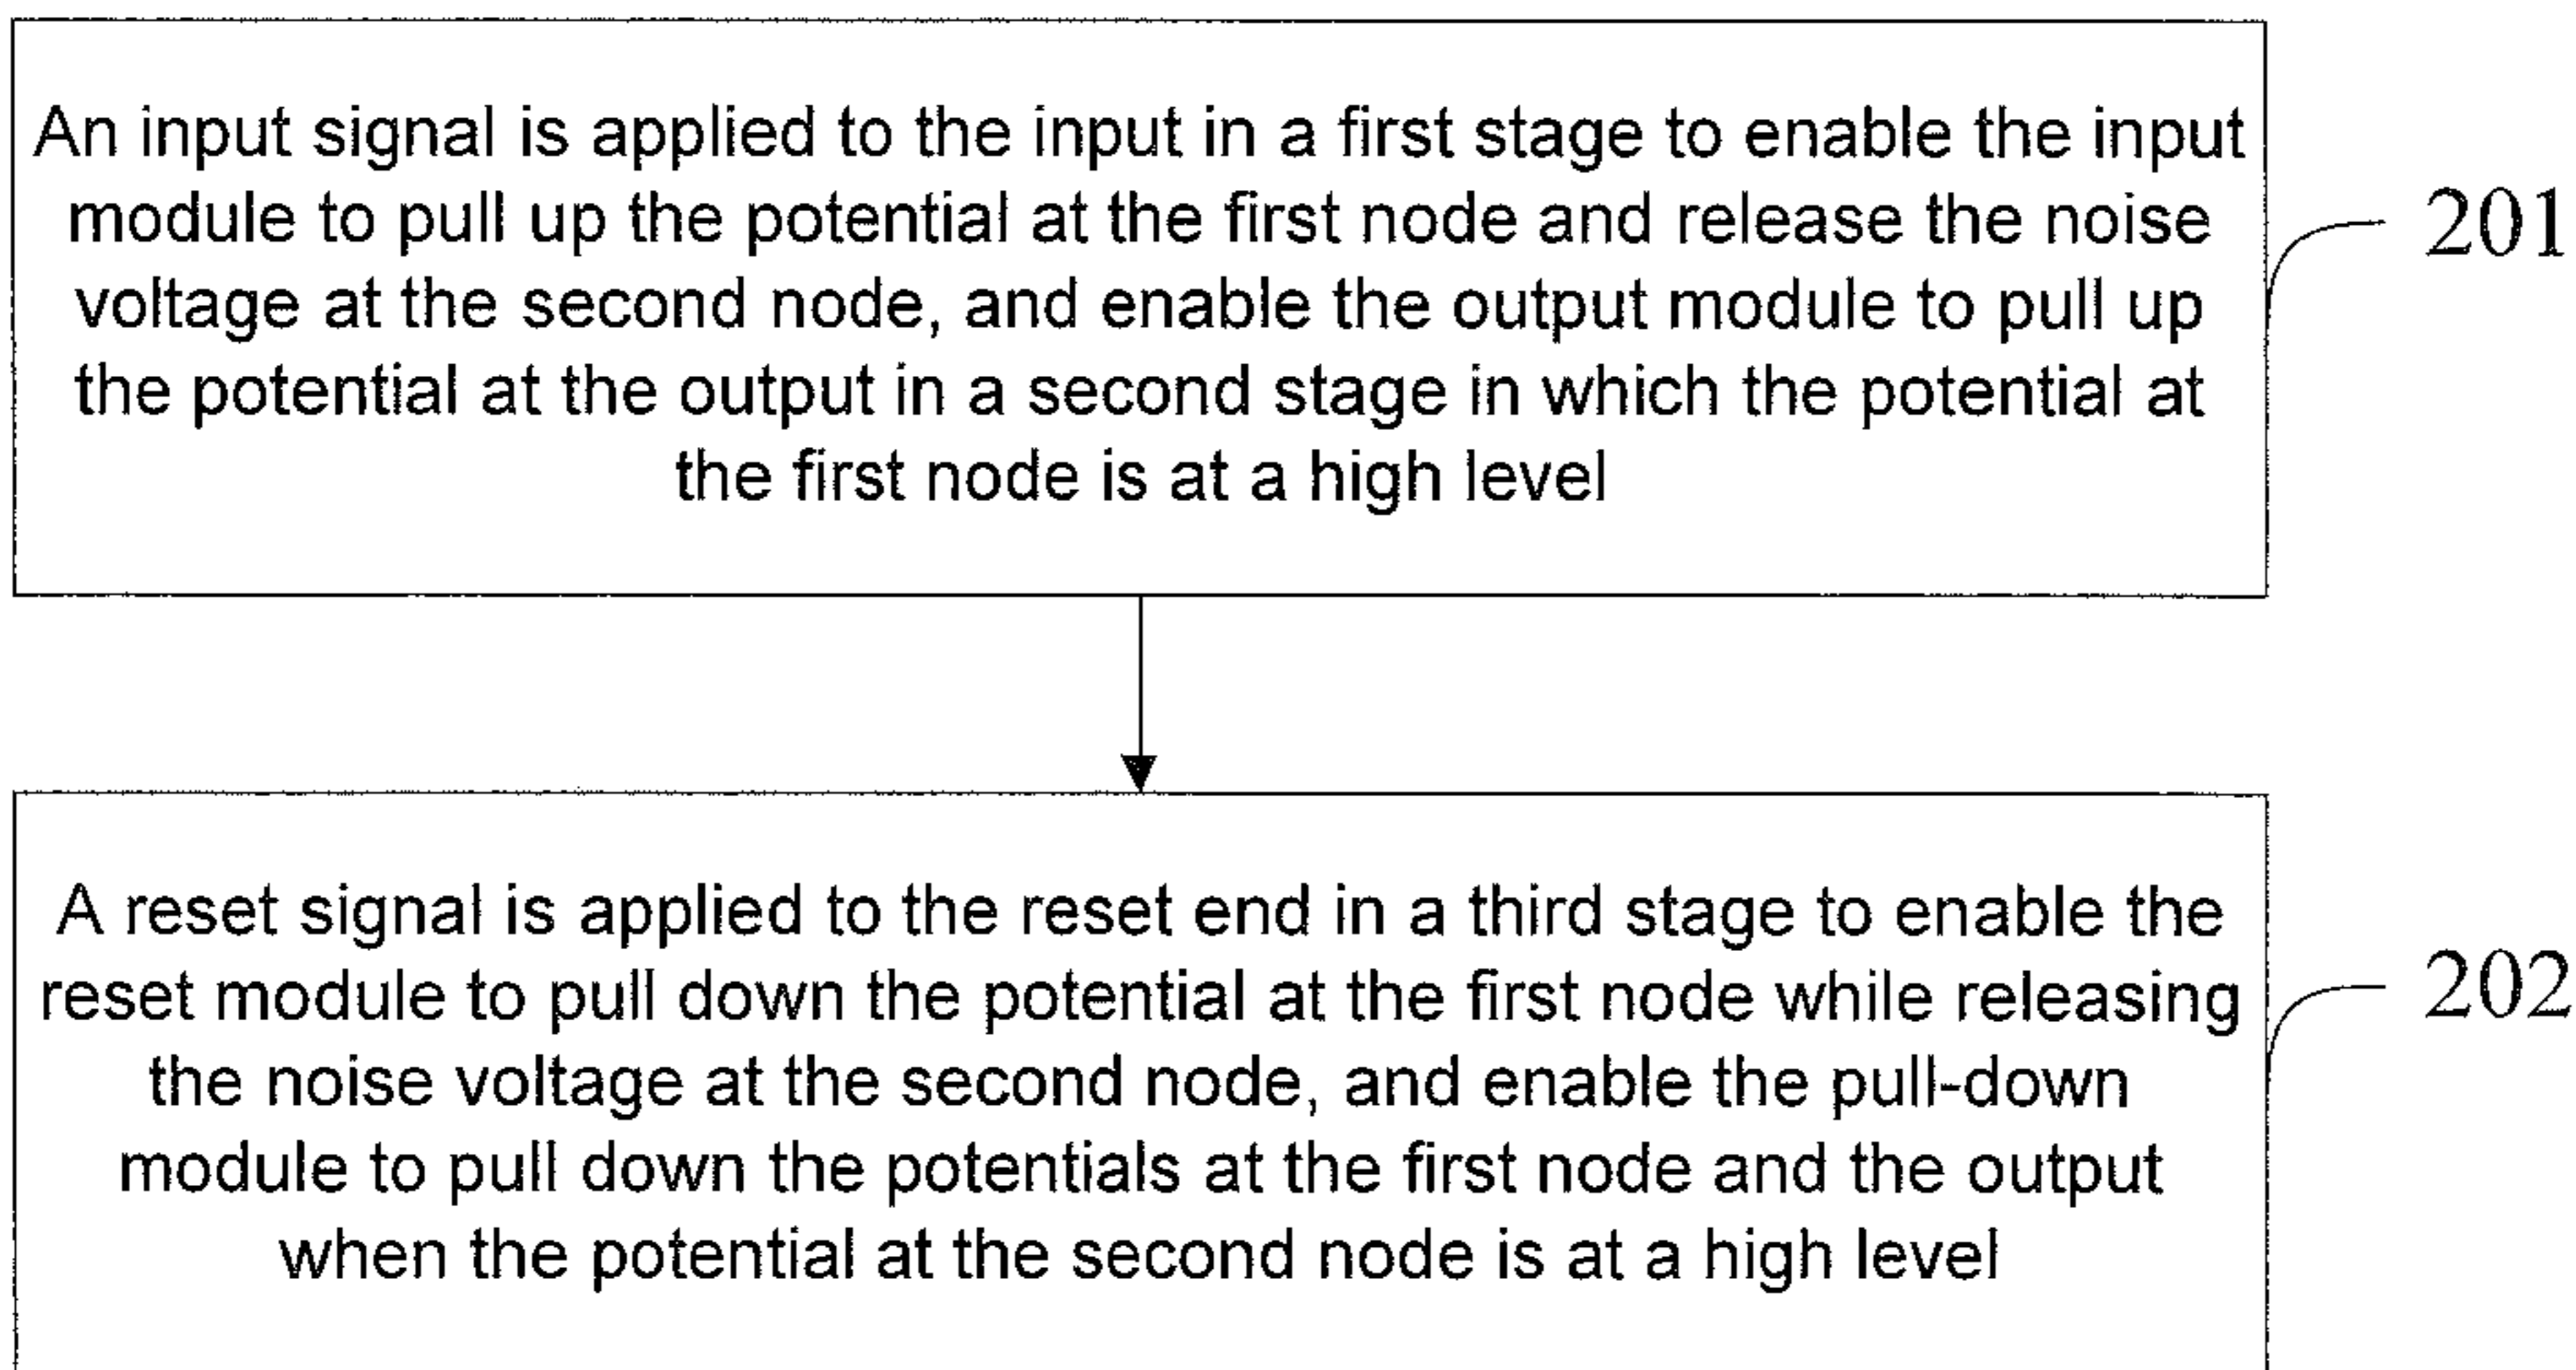 An input signal is applied to the input in a first stage to enable the input
module to pull up the potential at the first node and release the noise
voltage at the second node, and enable the output module to pull up
the potential at the output in a second stage in which the potential at
the first node is at a high level
201
A reset signal is applied to the reset end in a third stage to enable the
reset module to pull down the potential at the first node while releasing
the noise voltage at the second node, and enable the pull-down
module to pull down the potentials at the first node and the output
when the potential at the second node is at a high level
202